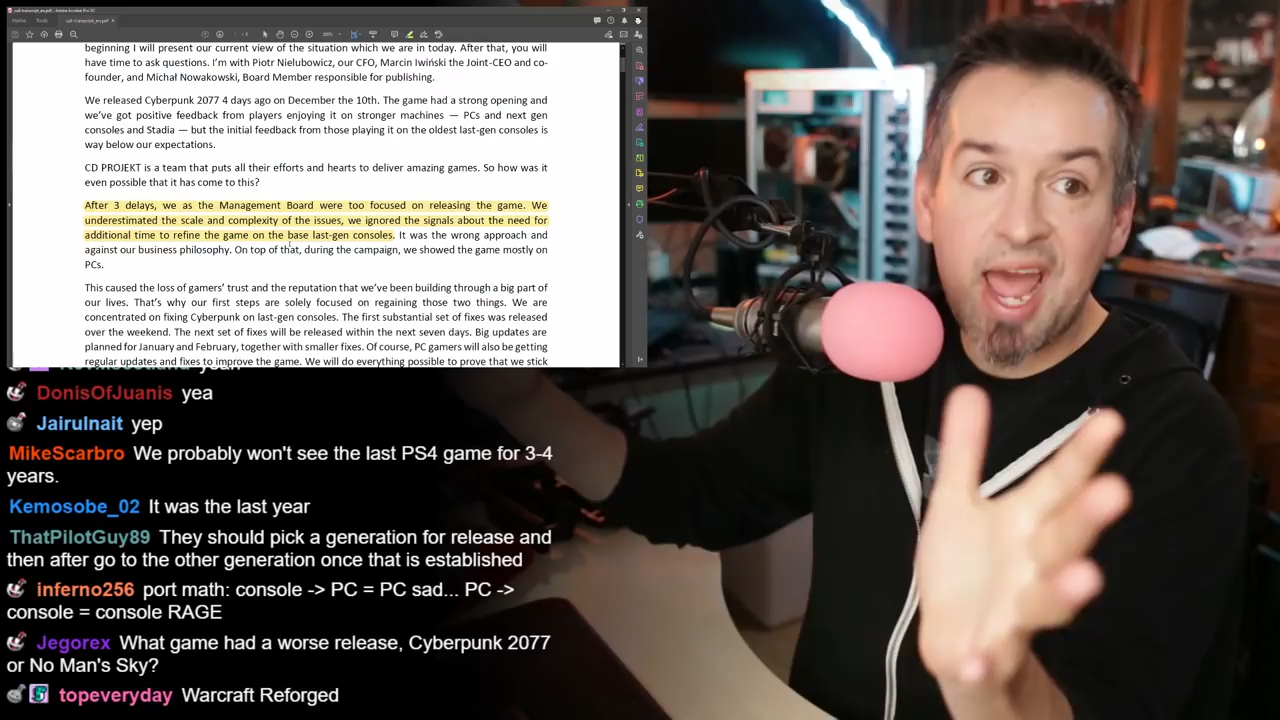 call-transcript_en.pdf - Adobe Acrobat Pro DC
Home Tools call-transcript_en.pdf
beginning I will present our current view of the situation which we are in today. After that, you will
have time to ask questions. I'm with Piotr Nielubowicz, our CFO, Marcin Iwiński the Joint-CEO and co-
founder, and Michał Nowakowski, Board Member responsible for publishing.
We released Cyberpunk 2077 4 days ago on December the 10th. The game had a strong opening and
we've got positive feedback from players enjoying it on stronger machines — PCs and next gen
consoles and Stadia — but the initial feedback from those playing it on the oldest last-gen consoles is
way below our expectations.
CD PROJEKT is a team that puts all their efforts and hearts to deliver amazing games. So how was it
even possible that it has come to this?
After 3 delays, we as the Management Board were too focused on releasing the game. We
underestimated the scale and complexity of the issues, we ignored the signals about the need for
additional time to refine the game on the base last-gen consoles. It was the wrong approach and
against our business philosophy. On top of that, during the campaign, we showed the game mostly on
PCs.
This caused the loss of gamers' trust and the reputation that we've been building through a big part of
our lives. That's why our first steps are solely focused on regaining those two things. We are
concentrated on fixing Cyberpunk on last-gen consoles. The first substantial set of fixes was released
over the weekend. The next set of fixes will be released within the next seven days. Big updates are
planned for January and February, together with smaller fixes. Of course, PC gamers will also be getting
regular updates and fixes to improve the game. We will do everything possible to prove that we stick
DonisOfJuanis yea
JairuInait yep
MikeScarbro We probably won't see the last PS4 game for 3-4
years.
Kemosobe_02 It was the last year
ThatPilotGuy89 They should pick a generation for release and
then after go to the other generation once that is established
inferno256 port math: console -> PC = PC sad... PC ->
console = console RAGE
Jegorex What game had a worse release, Cyberpunk 2077
or No Man's Sky?
topeveryday Warcraft Reforged